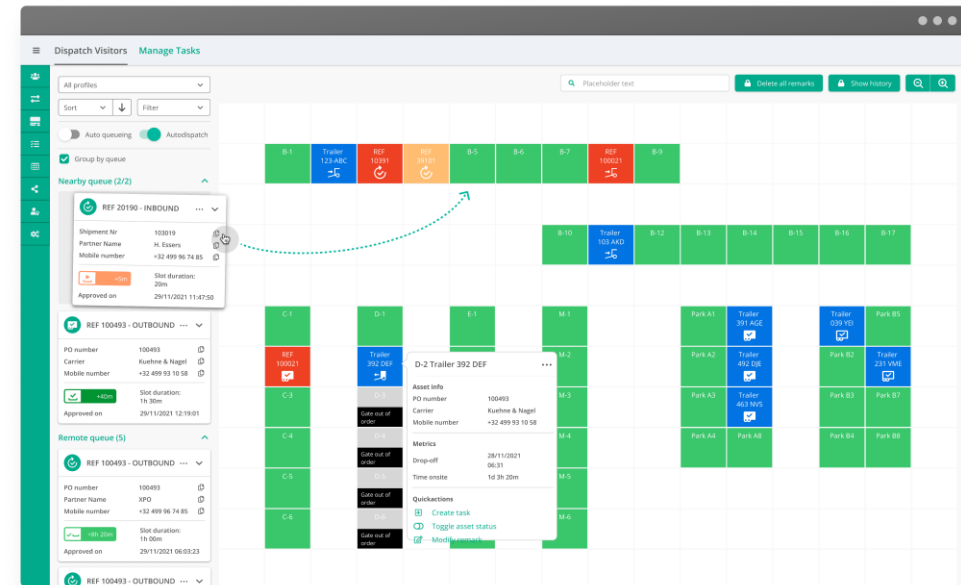 Dispatch Visitors Manage Tasks
All profiles
Sort Filter
Auto queueing Autodispatch
Group by queue
Nearby queue (2/2)
REF 20190 - INBOUND
Shipment Nr 103019
Partner Name H. Essers
Mobile number +32 499 96 74 85
+5m Slot duration:
20m
Approved on 29/11/2021 11:47:50
REF 100493 - OUTBOUND
PO number 100493
Carrier Kuehne & Nagel
Mobile number +32 499 93 10 58
+40m Slot duration:
1h 30m
Approved on 29/11/2021 12:19:01
Remote queue (5)
REF 100493 - OUTBOUND
PO number 100493
Partner Name XPO
Mobile number +32 499 96 74 85
+8h 20m Slot duration:
1h 00m
Approved on 29/11/2021 06:03:23
REF 100493 - OUTBOUND
Placeholder text
Delete all remarks
Show history
B-1
Trailer
123-ABC
REF
10391
REF
39101
B-5
B-6
B-7
REF
100021
B-9
B-10
Trailer
103 AKD
B-12
B-13
B-14
B-15
B-16
B-17
C-1
D-1
E-1
M-1
Park A1
Trailer
391 AGE
Trailer
039 YEI
Park B5
REF
100021
Trailer
392 DEF
M-2
Park A2
Trailer
492 DJE
Park B2
Trailer
231 VME
C-3
D-3
Gate out of
order
M-3
Park A3
Trailer
463 NVS
Park B3
Park B7
C-4
D-4
Gate out of
order
M-4
Park A4
Park A8
Park B4
Park B8
C-5
D-5
Gate out of
order
M-5
C-6
D-6
Gate out of
order
M-6
D-2 Trailer 392 DEF
Asset info
PO number 100493
Carrier Kuehne & Nagel
Mobile number +32 499 93 10 58
Metrics
Drop-off 28/11/2021
06:31
Time onsite 1d 3h 20m
Quickactions
Create task
Toggle asset status
Modify remark